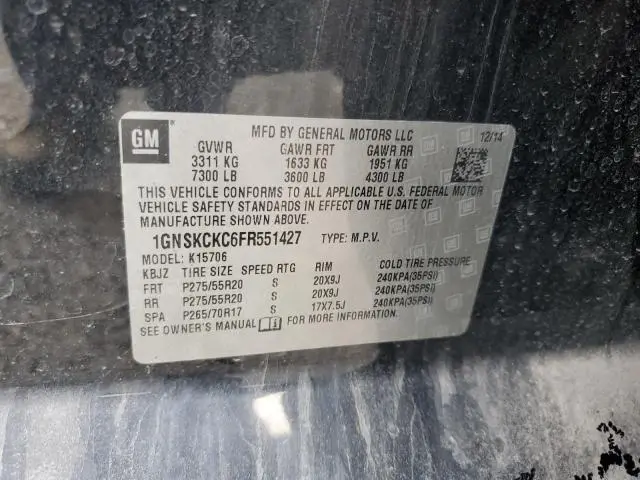 GM
MFD BY GENERAL MOTORS LLC 12/14
GVWR GAWR FRT GAWR RR
3311 KG 1633 KG 1951 KG
7300 LB 3600 LB 4300 LB
THIS VEHICLE CONFORMS TO ALL APPLICABLE U.S. FEDERAL MOTOR
VEHICLE SAFETY STANDARDS IN EFFECT ON THE DATE OF
MANUFACTURE SHOWN ABOVE.
1GNSKCKC6FR551427 TYPE: M.P.V.
MODEL: K15706
KBJZ TIRE SIZE SPEED RTG RIM COLD TIRE PRESSURE
FRT P275/55R20 S 20X9J 240KPA(35PSI)
RR P275/55R20 S 20X9J 240KPA(35PSI)
SPA P265/70R17 S 17X7.5J 240KPA(35PSI)
SEE OWNER'S MANUAL FOR MORE INFORMATION.